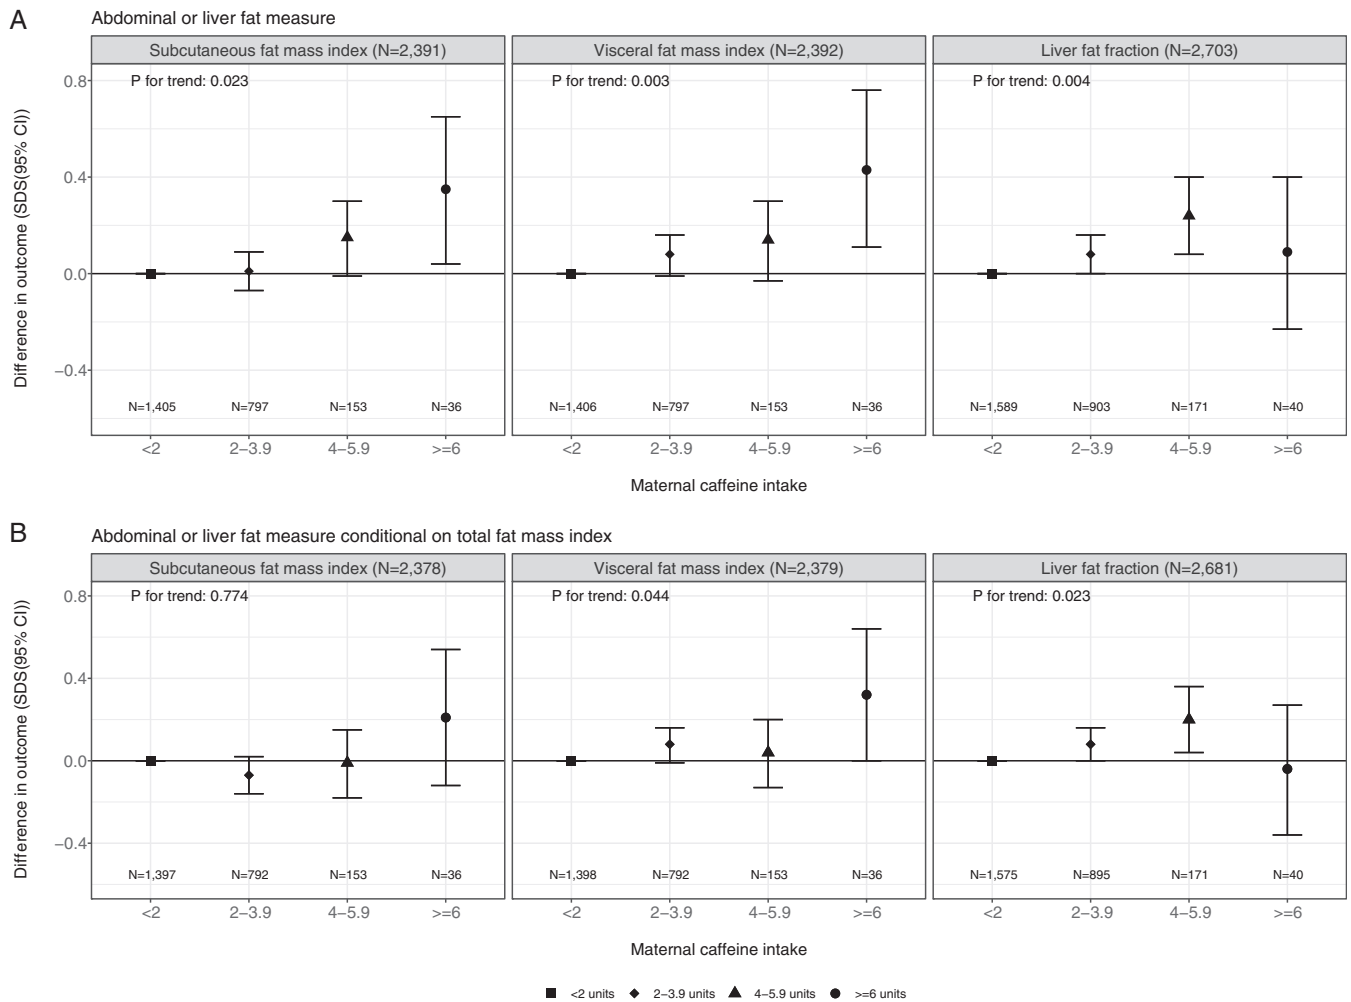 A
Abdominal or liver fat measure
Subcutaneous fat mass index (N=2,391)
Visceral fat mass index (N=2,392)
Liver fat fraction (N=2,703)
P for trend: 0.023
P for trend: 0.003
P for trend: 0.004
0.8
0.4
0.0
−0.4
Difference in outcome (SDS(95% CI))
N=1,405 N=797 N=153 N=36
N=1,406 N=797 N=153 N=36
N=1,589 N=903 N=171 N=40
<2 2−3.9 4−5.9 >=6
<2 2−3.9 4−5.9 >=6
<2 2−3.9 4−5.9 >=6
Maternal caffeine intake
B
Abdominal or liver fat measure conditional on total fat mass index
Subcutaneous fat mass index (N=2,378)
Visceral fat mass index (N=2,379)
Liver fat fraction (N=2,681)
P for trend: 0.774
P for trend: 0.044
P for trend: 0.023
0.8
0.4
0.0
−0.4
Difference in outcome (SDS(95% CI))
N=1,397 N=792 N=153 N=36
N=1,398 N=792 N=153 N=36
N=1,575 N=895 N=171 N=40
<2 2−3.9 4−5.9 >=6
<2 2−3.9 4−5.9 >=6
<2 2−3.9 4−5.9 >=6
Maternal caffeine intake
<2 units 2−3.9 units 4−5.9 units >=6 units